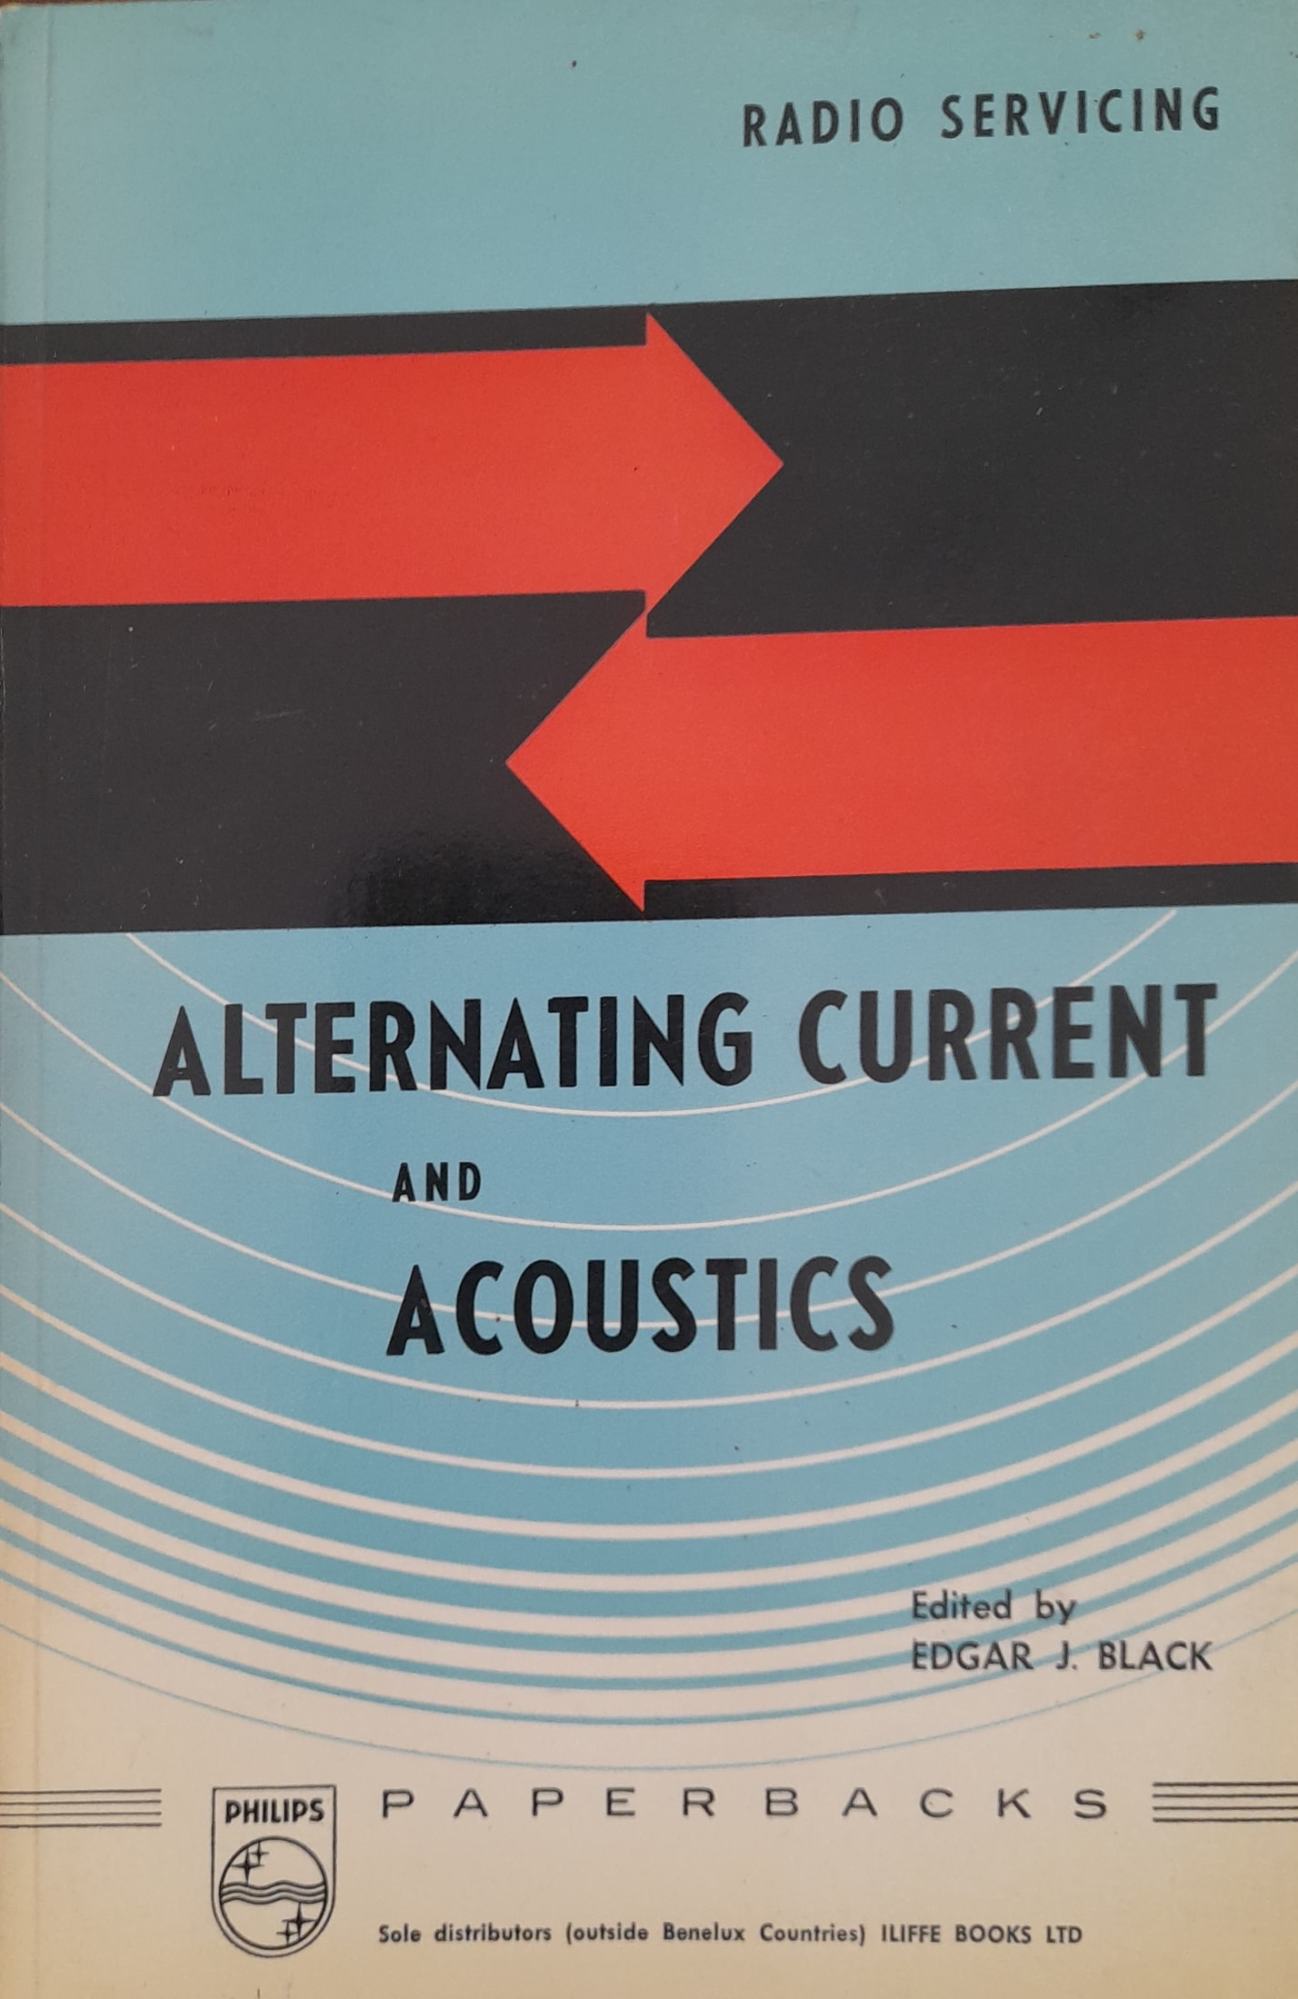 RADIO SERVICING
ALTERNATING CURRENT
AND
ACOUSTICS
Edited by
EDGAR J. BLACK
PHILIPS
PAPERBACKS
Sole distributors (outside Benelux Countries) ILIFFE BOOKS LTD